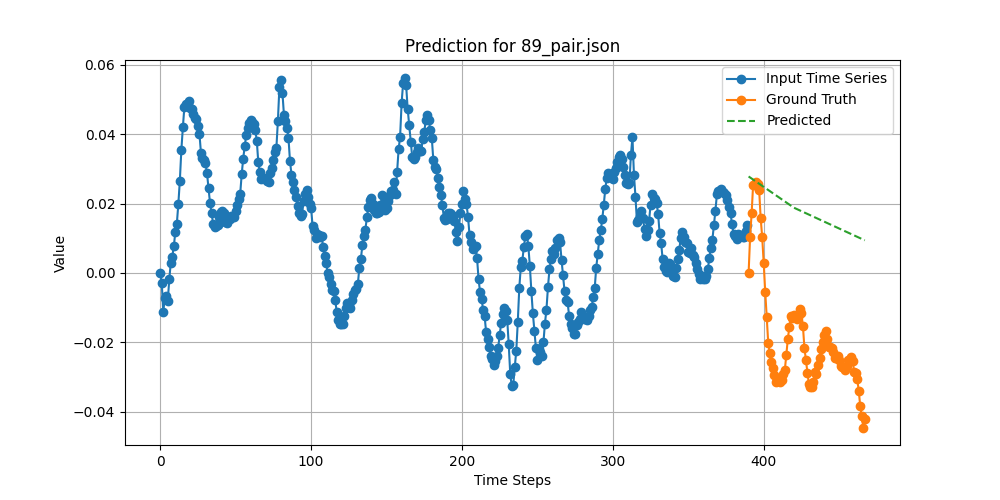 Prediction for 89_pair.json
Input Time Series
Ground Truth
Predicted
0.06
0.04
0.02
0.00
−0.02
−0.04
Value
0
100
200
300
400
Time Steps